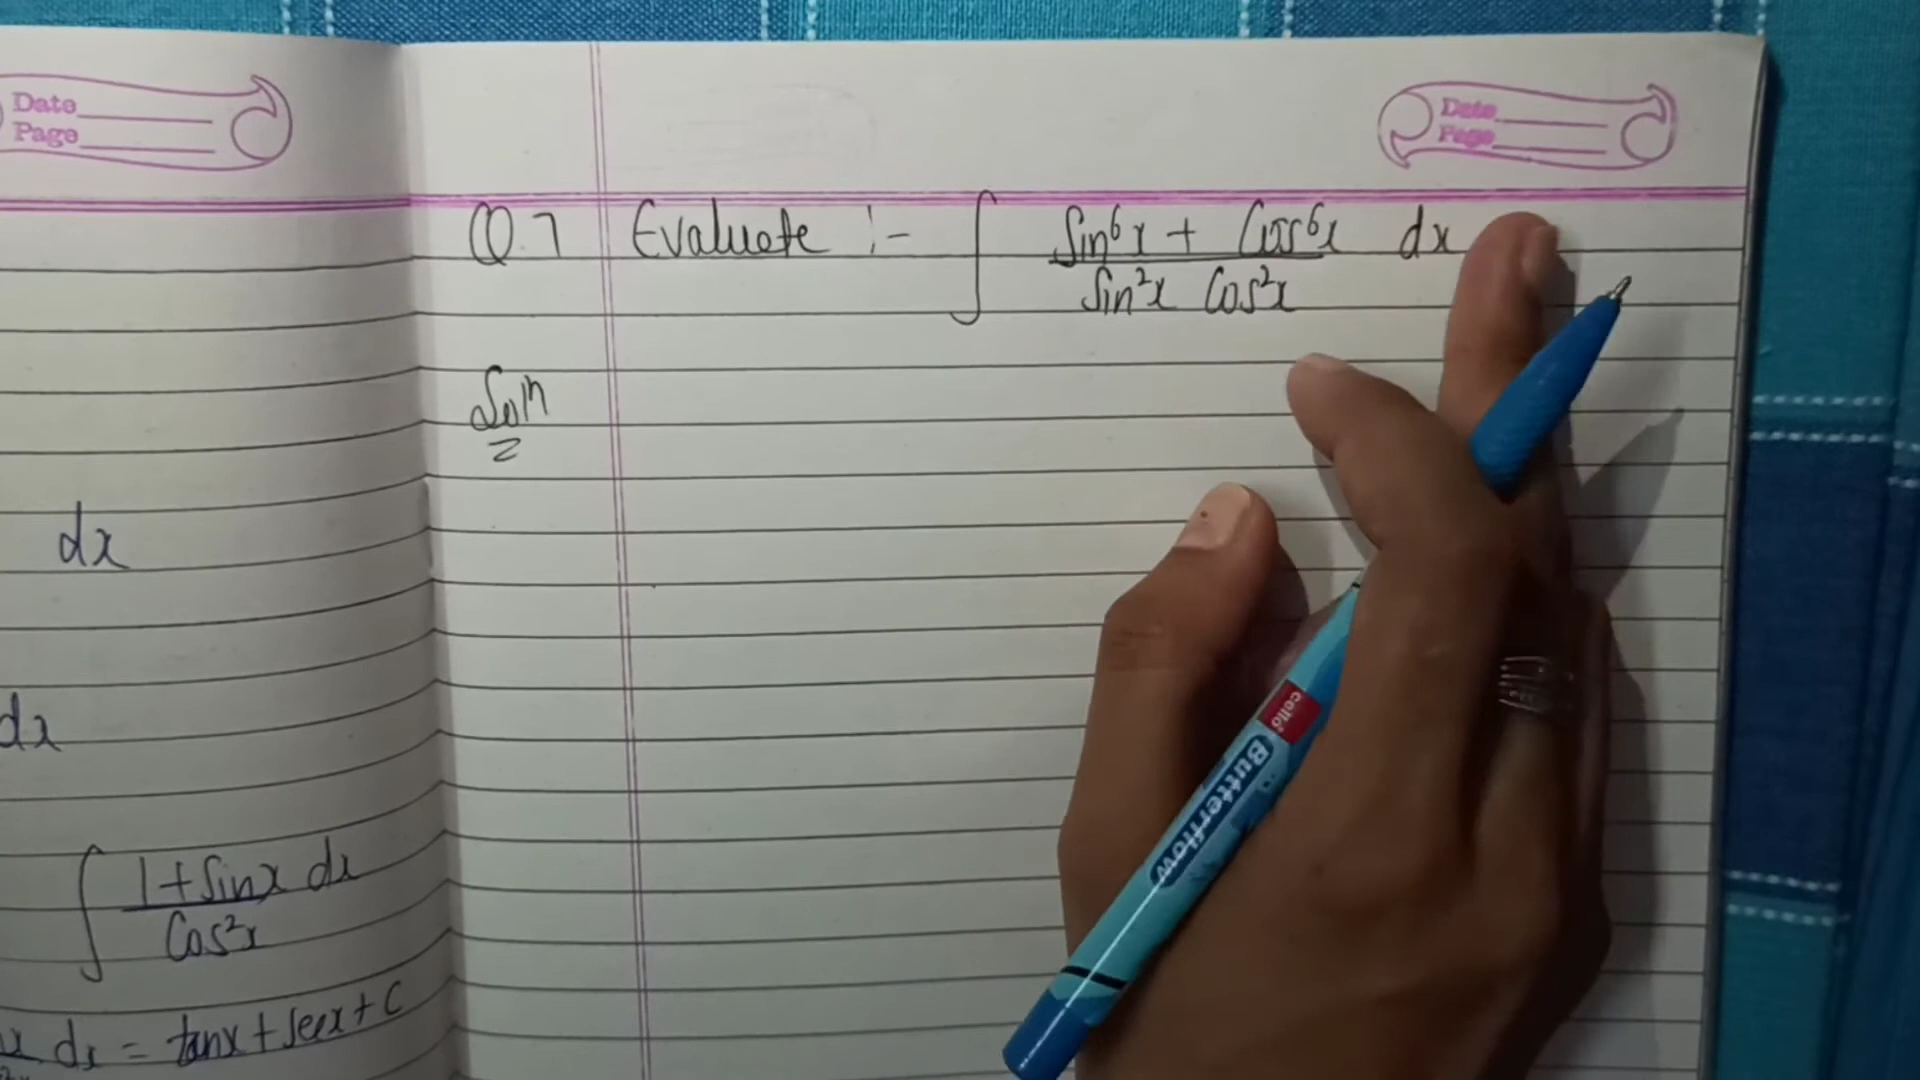 Date
Page
dx
dx
∫ 1+Sinx dx
Cos²x
dx = tanx + secx + C
Date
Page
Q.7 Evaluate :- ∫ Sin⁶x + Cos⁶x dx
Sin²x Cos²x
Solⁿ
cello
Butterflow